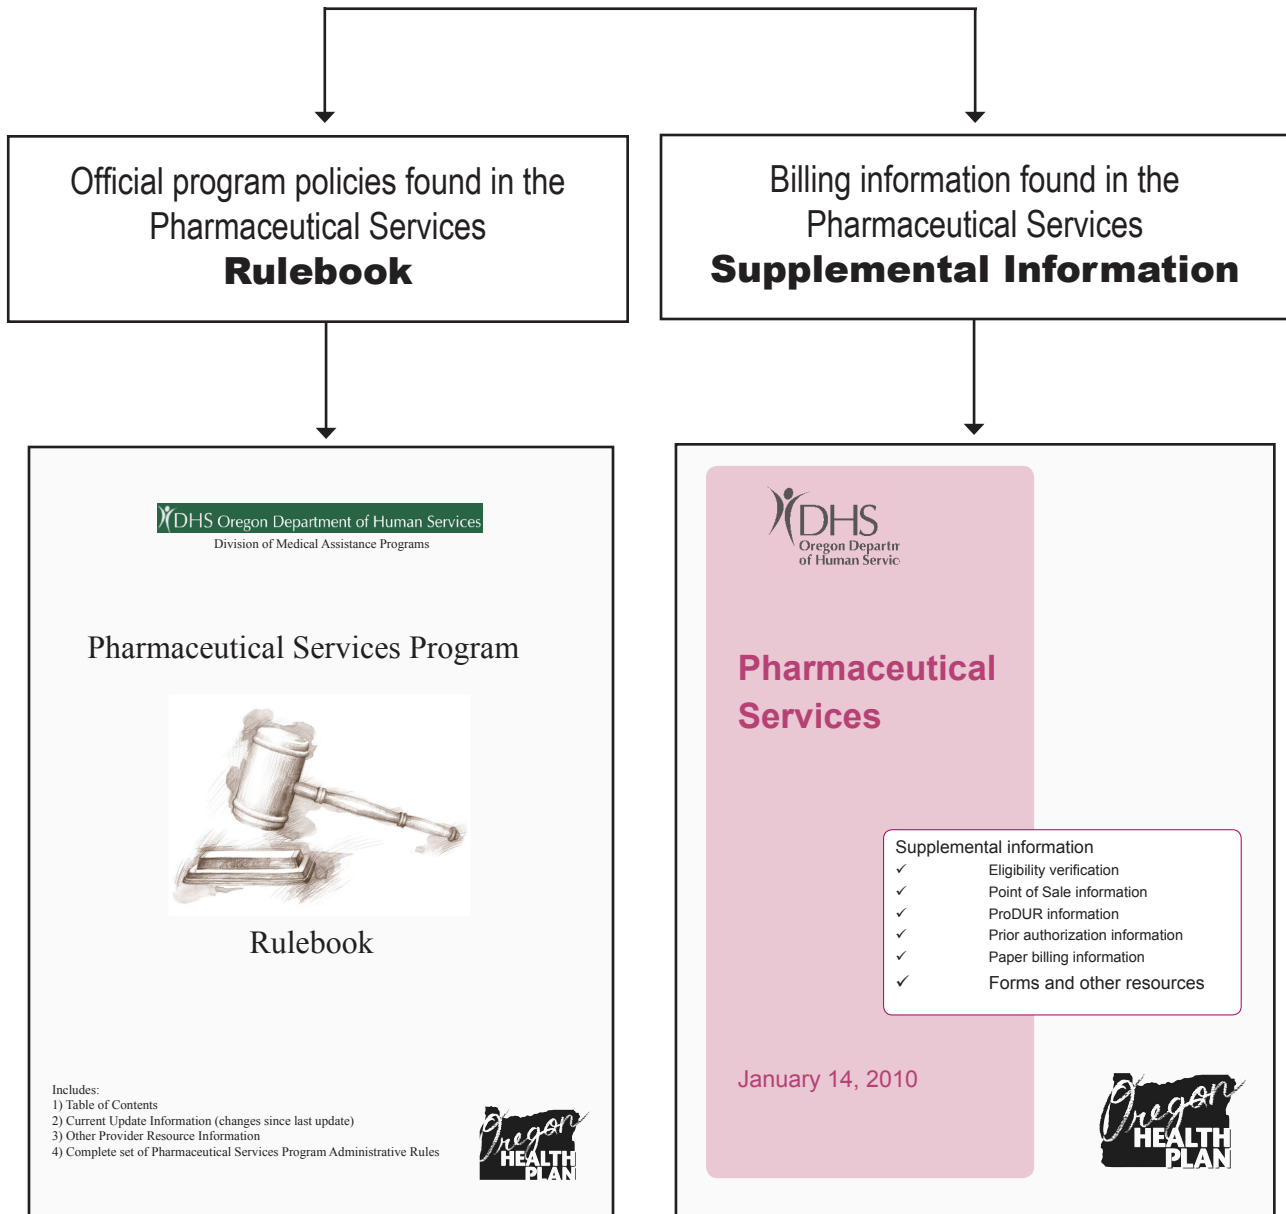 Official program policies found in the
Pharmaceutical Services
Rulebook
Billing information found in the
Pharmaceutical Services
Supplemental Information
DHS Oregon Department of Human Services
Division of Medical Assistance Programs
Pharmaceutical Services Program
Rulebook
Includes:
1) Table of Contents
2) Current Update Information (changes since last update)
3) Other Provider Resource Information
4) Complete set of Pharmaceutical Services Program Administrative Rules
Oregon
HEALTH
PLAN
DHS
Oregon Departm
of Human Servic
Pharmaceutical
Services
Supplemental information
✓ Eligibility verification
✓ Point of Sale information
✓ ProDUR information
✓ Prior authorization information
✓ Paper billing information
✓ Forms and other resources
January 14, 2010
Oregon
HEALTH
PLAN